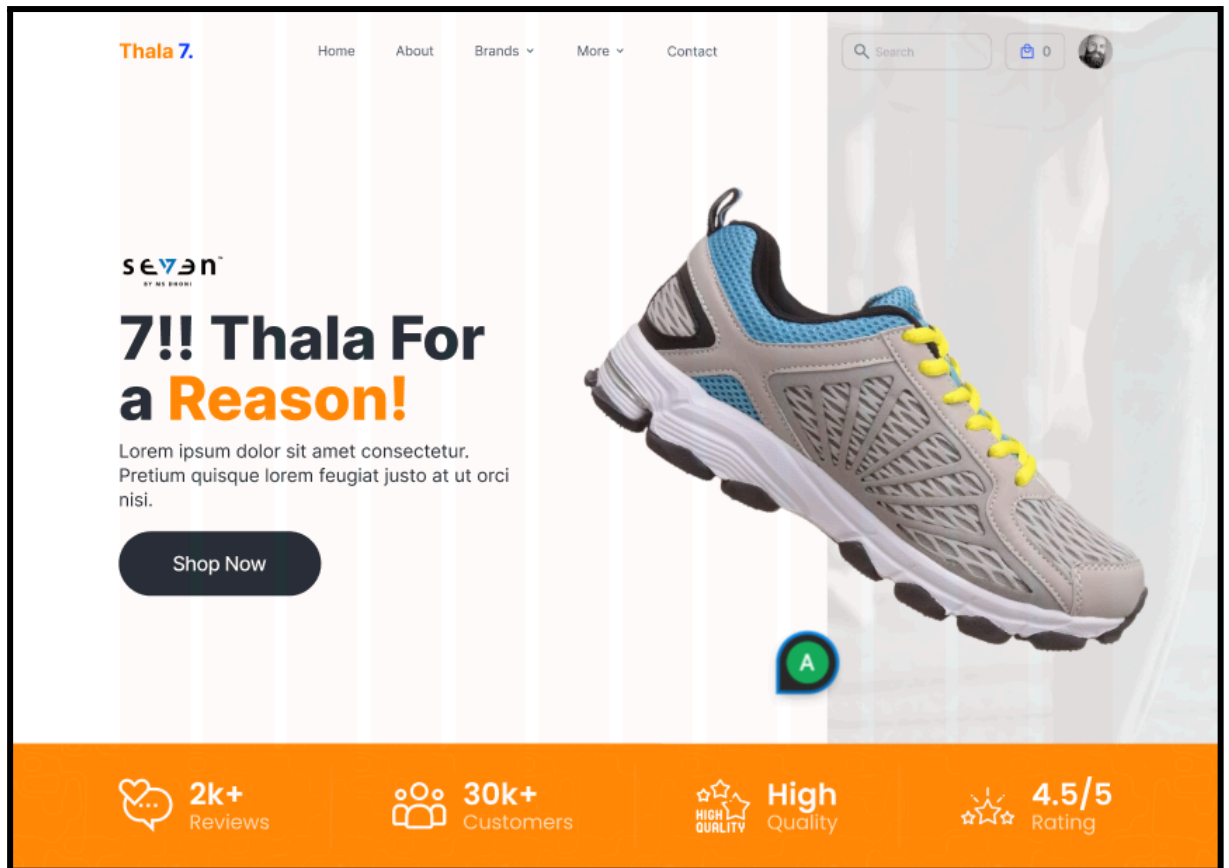 Thala 7.
Home
About
Brands
More
Contact
Search
0
seven™
BY MS DHONI
7!! Thala For
a Reason!
Lorem ipsum dolor sit amet consectetur.
Pretium quisque lorem feugiat justo at ut orci
nisi.
Shop Now
A
2k+
Reviews
30k+
Customers
HIGH
QUALITY
High
Quality
4.5/5
Rating